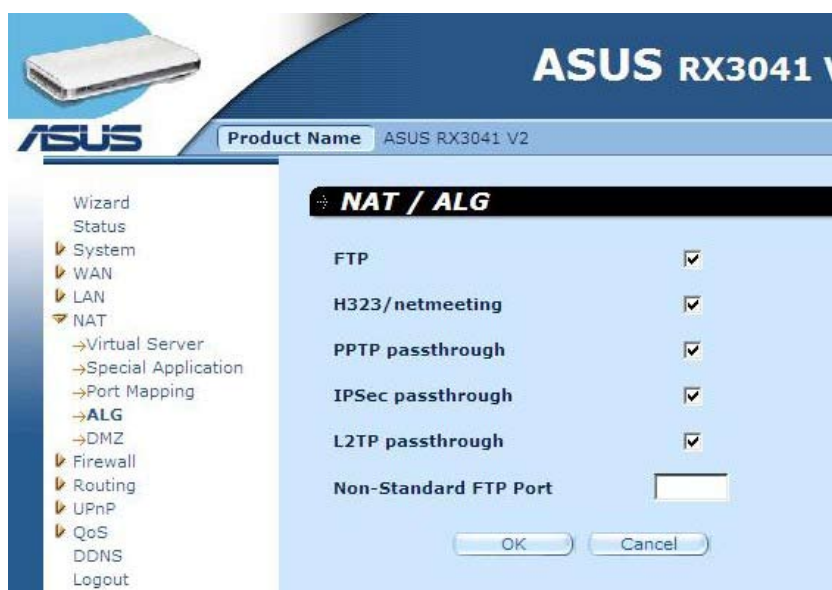 ASUS RX3041 V
ASUS
Product Name ASUS RX3041 V2
Wizard
Status
System
WAN
LAN
NAT
→Virtual Server
→Special Application
→Port Mapping
→ALG
→DMZ
Firewall
Routing
UPnP
QoS
DDNS
Logout
NAT / ALG
FTP
H323/netmeeting
PPTP passthrough
IPSec passthrough
L2TP passthrough
Non-Standard FTP Port
OK Cancel